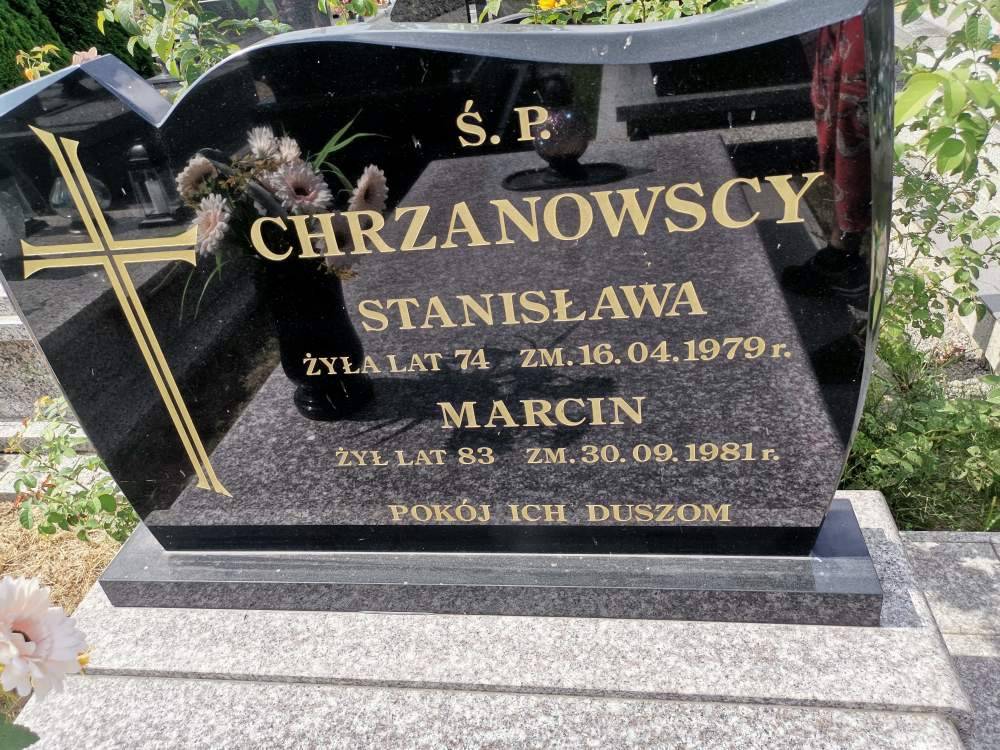 Ś. P.
CHRZANOWSCY
STANISŁAWA
ŻYŁA LAT 74 ZM. 16.04.1979 r.
MARCIN
ŻYŁ LAT 83 ZM. 30.09.1981 r.
POKÓJ ICH DUSZOM